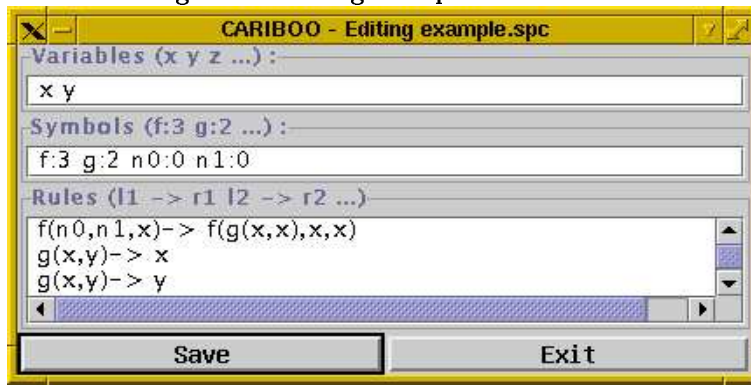 CARIBOO - Editing example.spc
Variables (x y z ...) :
x y
Symbols (f:3 g:2 ...) :
f:3 g:2 n0:0 n1:0
Rules (l1 -> r1 l2 -> r2 ...)
f(n0,n1,x)-> f(g(x,x),x,x)
g(x,y)-> x
g(x,y)-> y
Save Exit